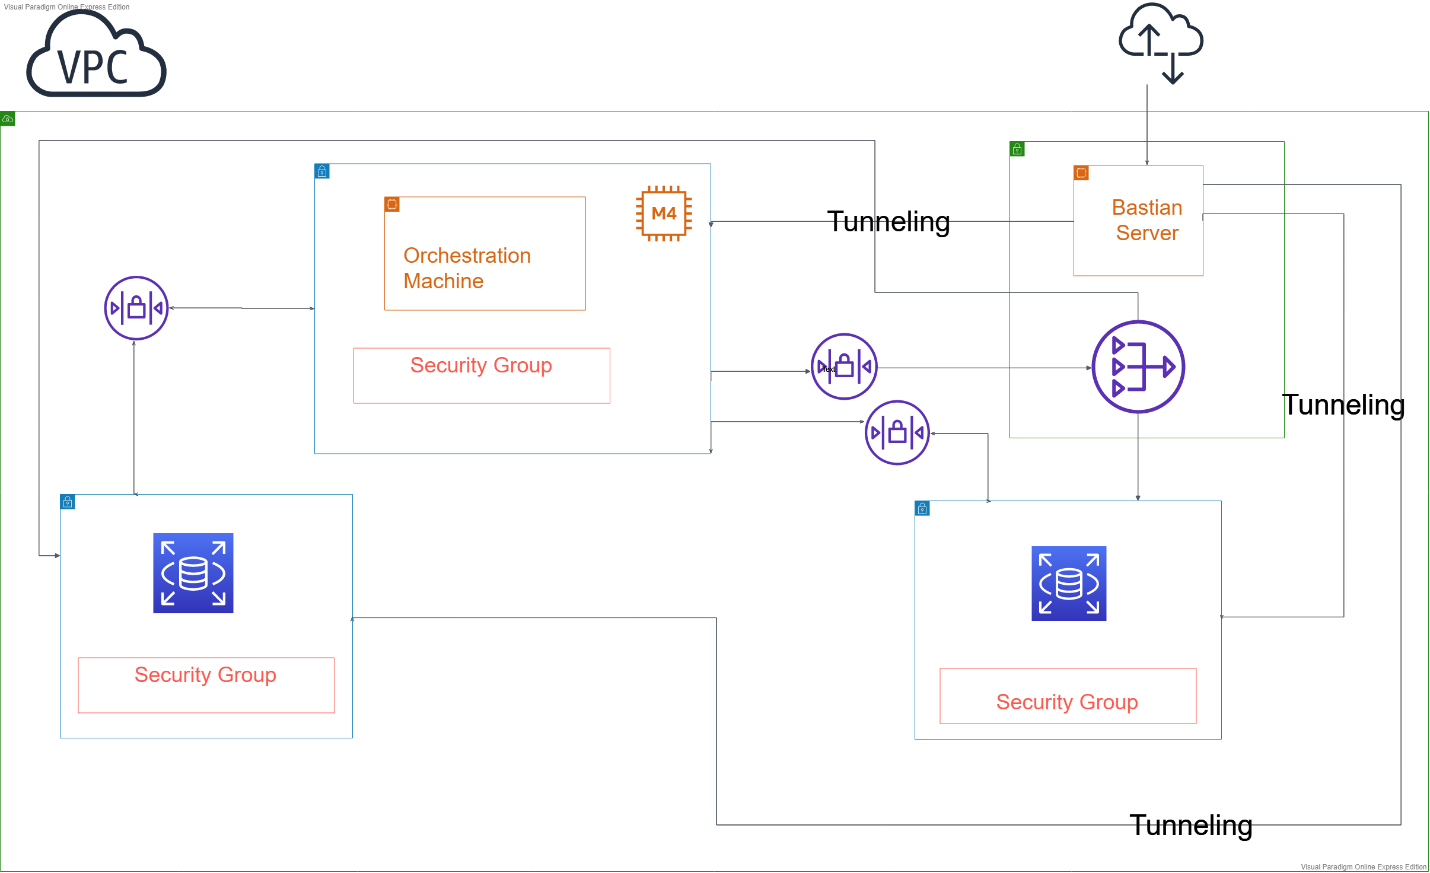 Visual Paradigm Online Express Edition
VPC
Bastian
Server
M4
Tunneling
Orchestration
Machine
Security Group
Text
Tunneling
Security Group
Security Group
Tunneling
Visual Paradigm Online Express Edition